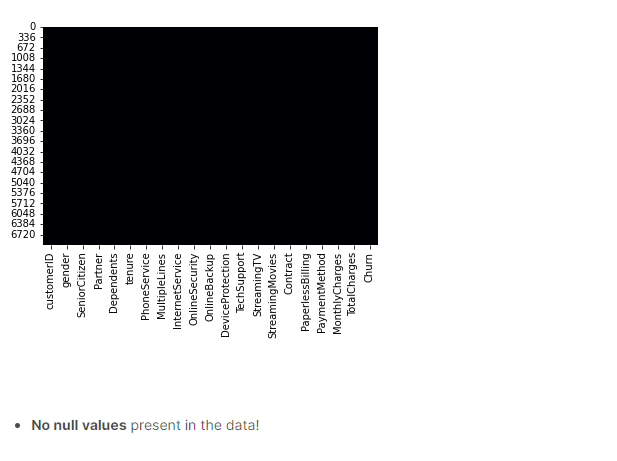 0
336
672
1008
1344
1680
2016
2352
2688
3024
3360
3696
4032
4368
4704
5040
5376
5712
6048
6384
6720
customerID
gender
SeniorCitizen
Partner
Dependents
tenure
PhoneService
MultipleLines
InternetService
OnlineSecurity
OnlineBackup
DeviceProtection
TechSupport
StreamingTV
StreamingMovies
Contract
PaperlessBilling
PaymentMethod
MonthlyCharges
TotalCharges
Churn
• No null values present in the data!